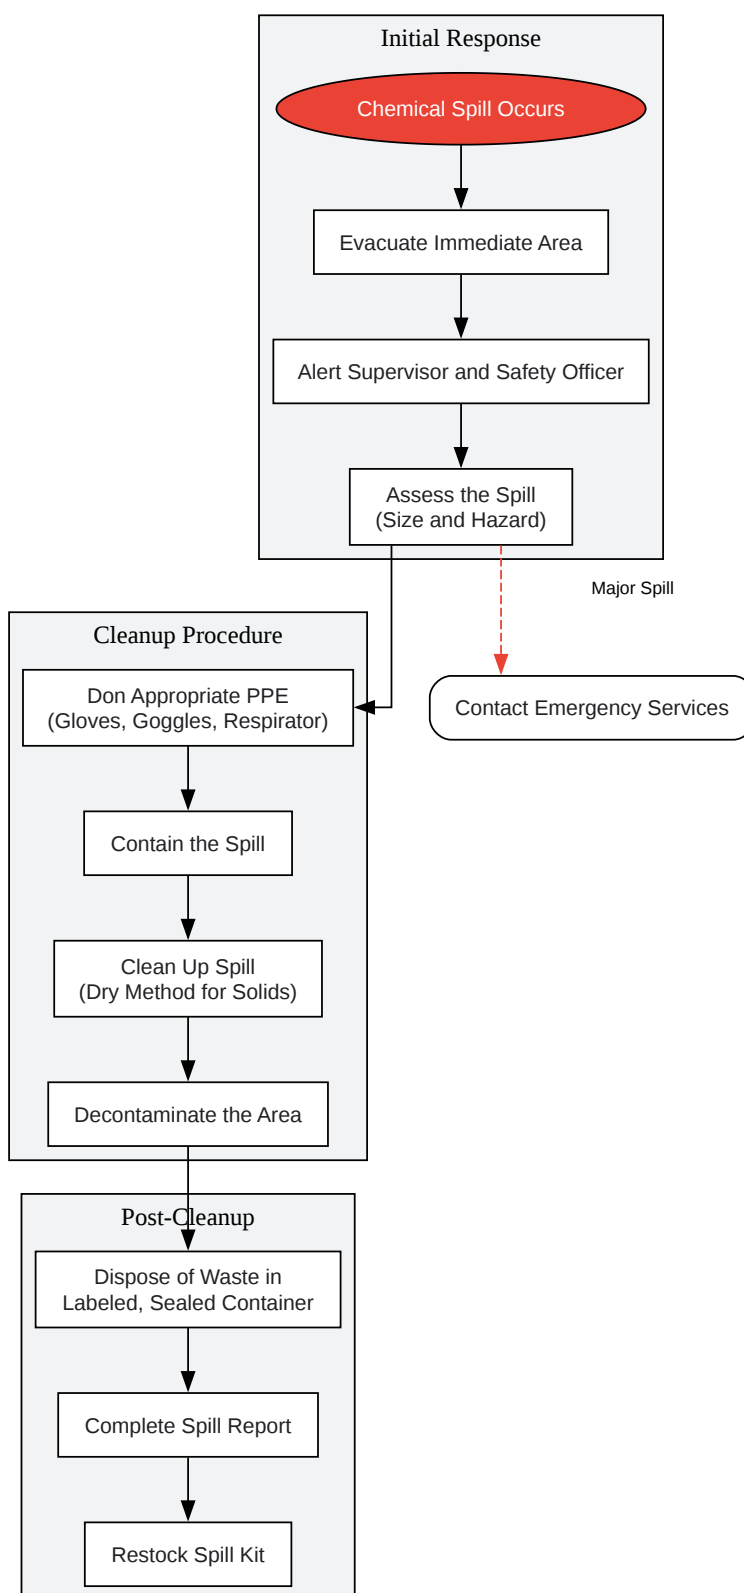 Initial Response
Chemical Spill Occurs
Evacuate Immediate Area
Alert Supervisor and Safety Officer
Assess the Spill
(Size and Hazard)
Major Spill
Cleanup Procedure
Don Appropriate PPE
(Gloves, Goggles, Respirator)
Contact Emergency Services
Contain the Spill
Clean Up Spill
(Dry Method for Solids)
Decontaminate the Area
Post-Cleanup
Dispose of Waste in
Labeled, Sealed Container
Complete Spill Report
Restock Spill Kit